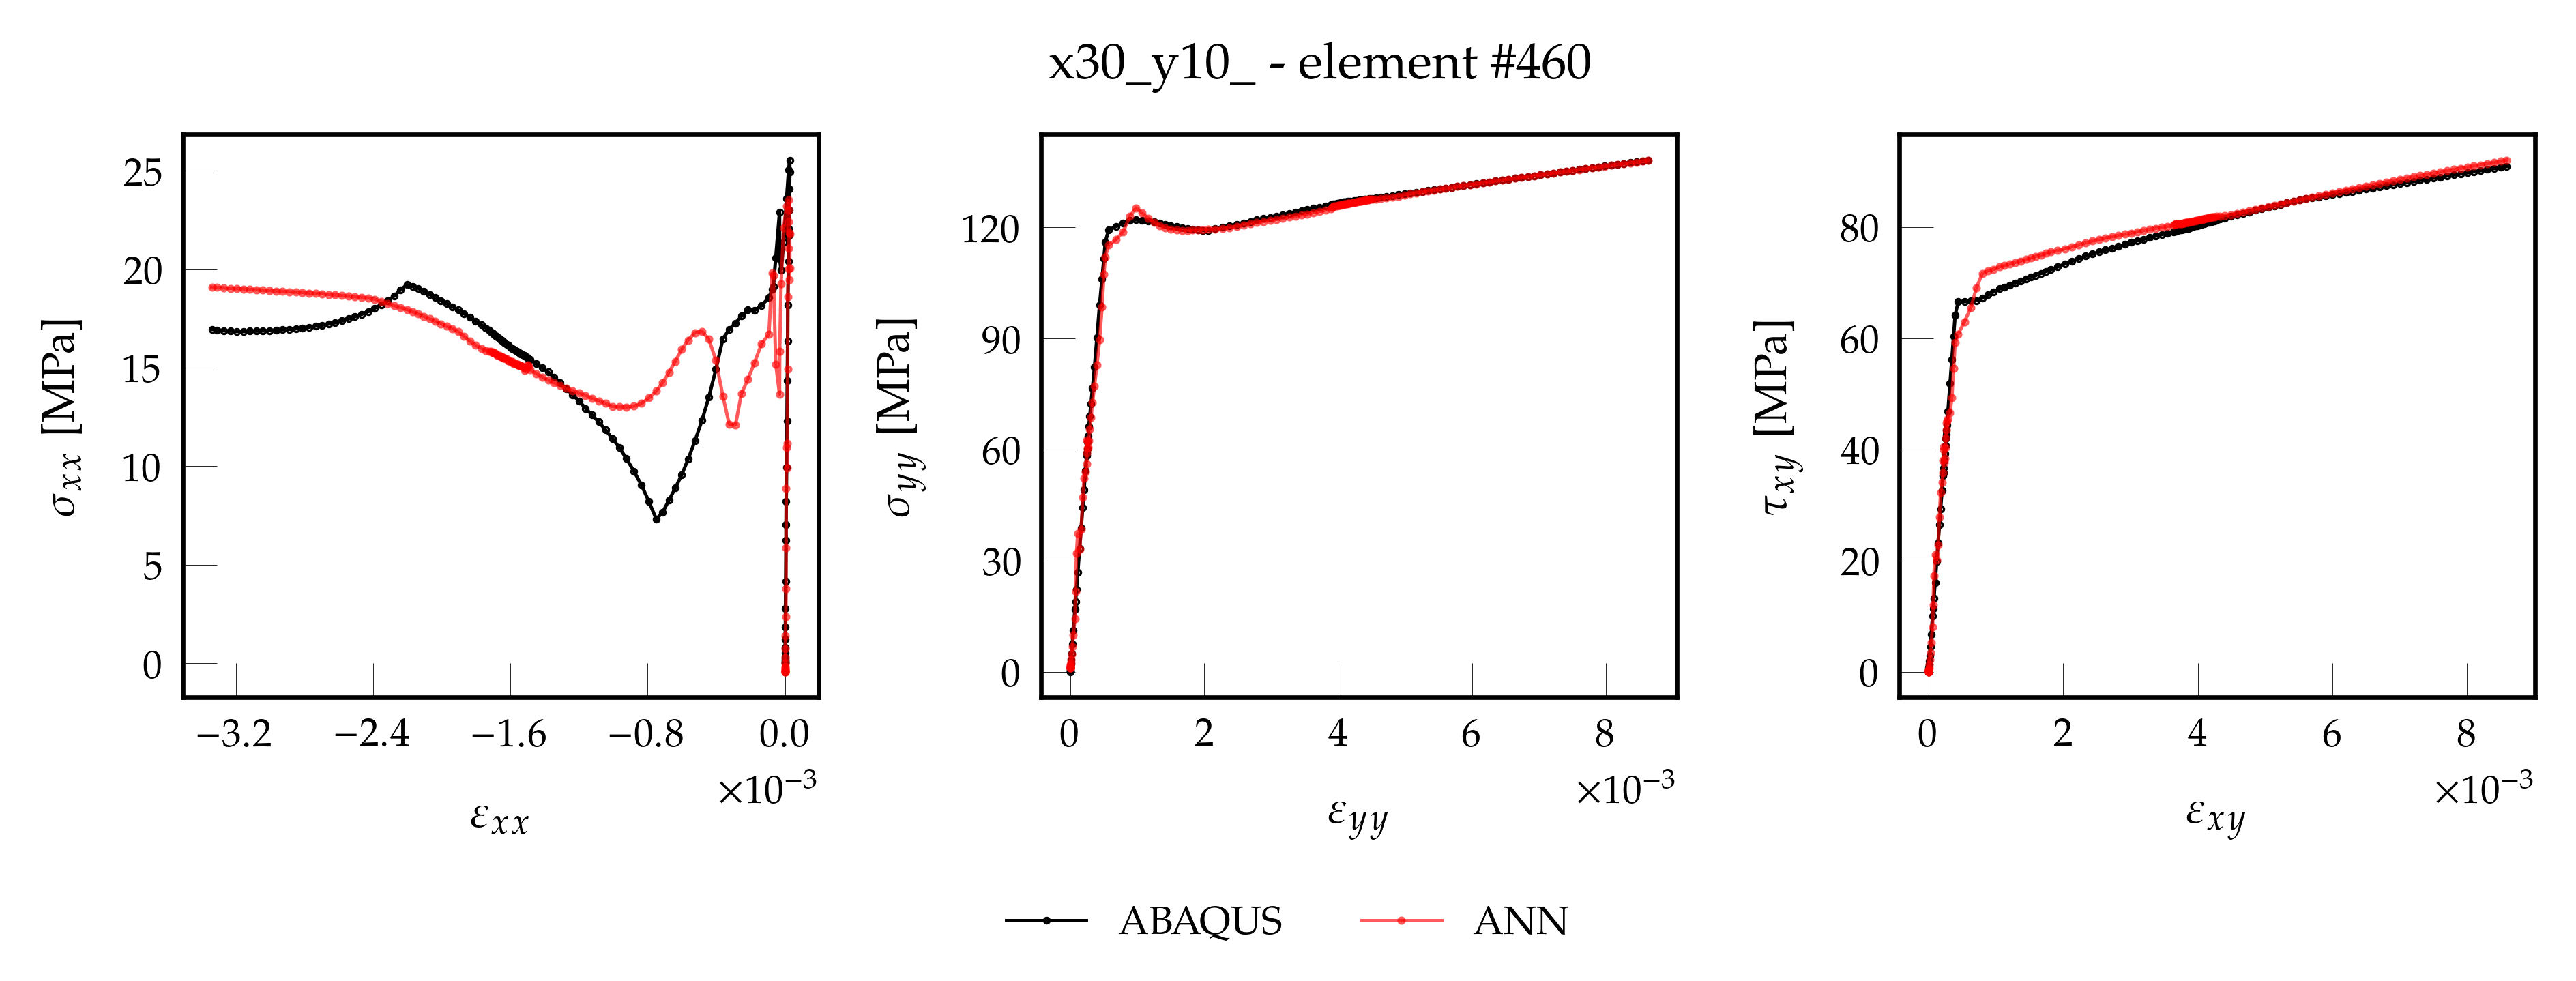 x30_y10_ - element #460
σxx [MPa]
25
20
15
10
5
0
−3.2 −2.4 −1.6 −0.8 0.0
×10⁻³
εxx
σyy [MPa]
120
90
60
30
0
0 2 4 6 8
×10⁻³
εyy
τxy [MPa]
80
60
40
20
0
0 2 4 6 8
×10⁻³
εxy
ABAQUS ANN